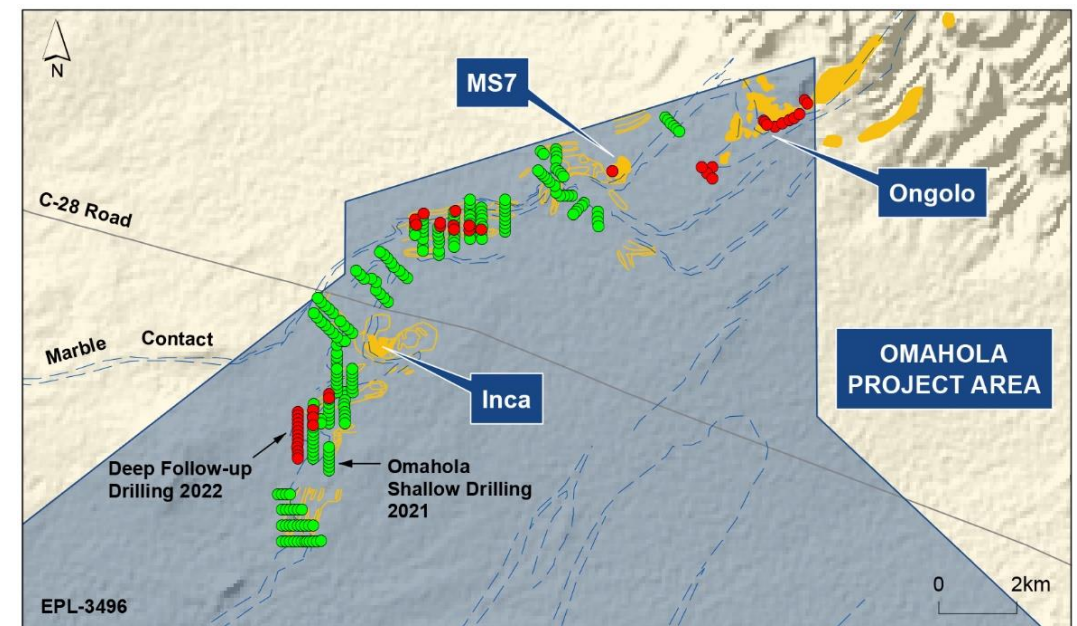 N
MS7
Ongolo
C-28 Road
Marble Contact
OMAHOLA
PROJECT AREA
Inca
Deep Follow-up
Drilling 2022
Omahola
Shallow Drilling
2021
0 2km
EPL-3496